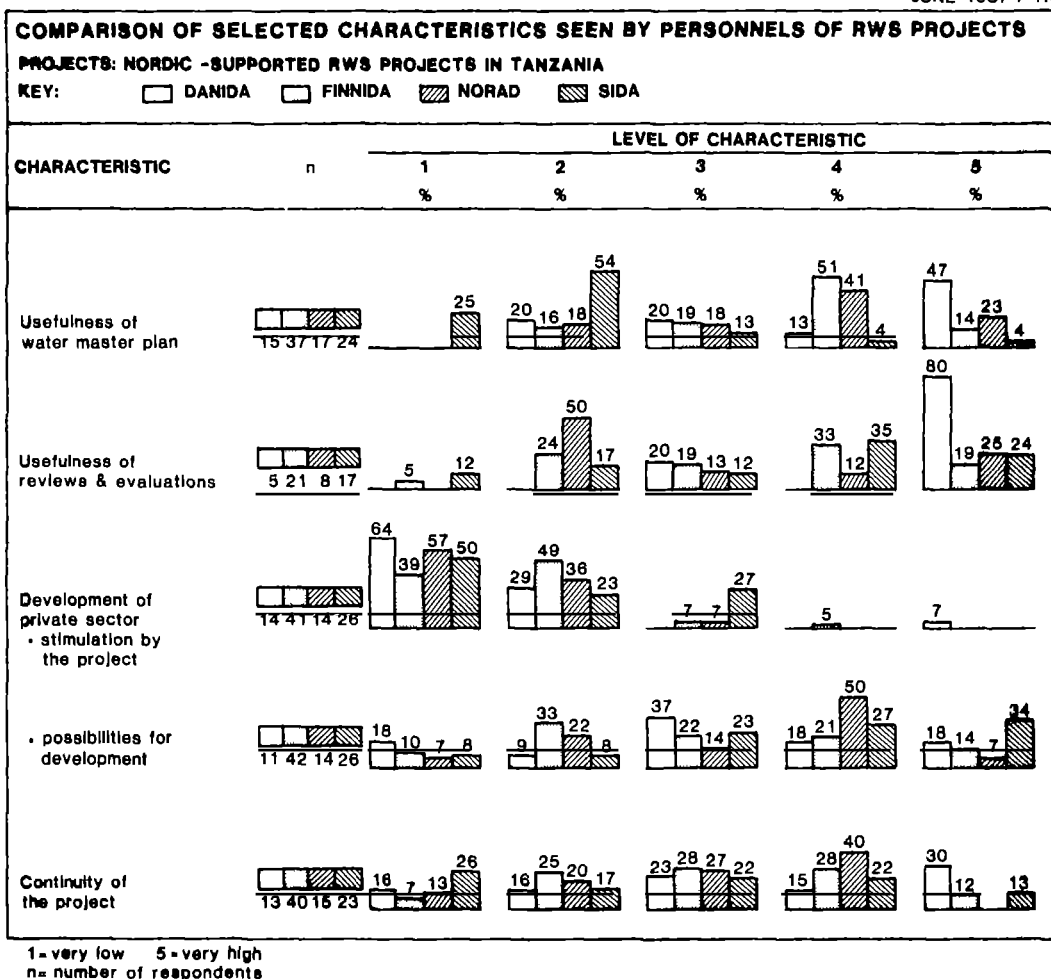 COMPARISON OF SELECTED CHARACTERISTICS SEEN BY PERSONNELS OF RWS PROJECTS
PROJECTS: NORDIC -SUPPORTED RWS PROJECTS IN TANZANIA
KEY: DANIDA FINNIDA NORAD SIDA
LEVEL OF CHARACTERISTIC
CHARACTERISTIC n 1 2 3 4 5
% % % % %
25 20 16 18 54 20 19 18 13 13 51 41 4 47 14 23 4
Usefulness of
water master plan
15 37 17 24
5 12 24 50 17 20 19 13 12 33 12 35 80 19 25 24
Usefulness of
reviews & evaluations
5 21 8 17
64 39 57 50 29 49 36 23 7 7 27 5 7
Development of
private sector
14 41 14 26
• stimulation by
the project
18 10 7 8 9 33 22 8 37 22 14 23 18 21 50 27 18 14 7 34
• possibilities for
development
11 42 14 26
16 7 13 26 16 25 20 17 23 28 27 22 15 28 40 22 30 12 13
Continuity of
the project
13 40 15 23
1= very low 5=very high
n= number of respondents